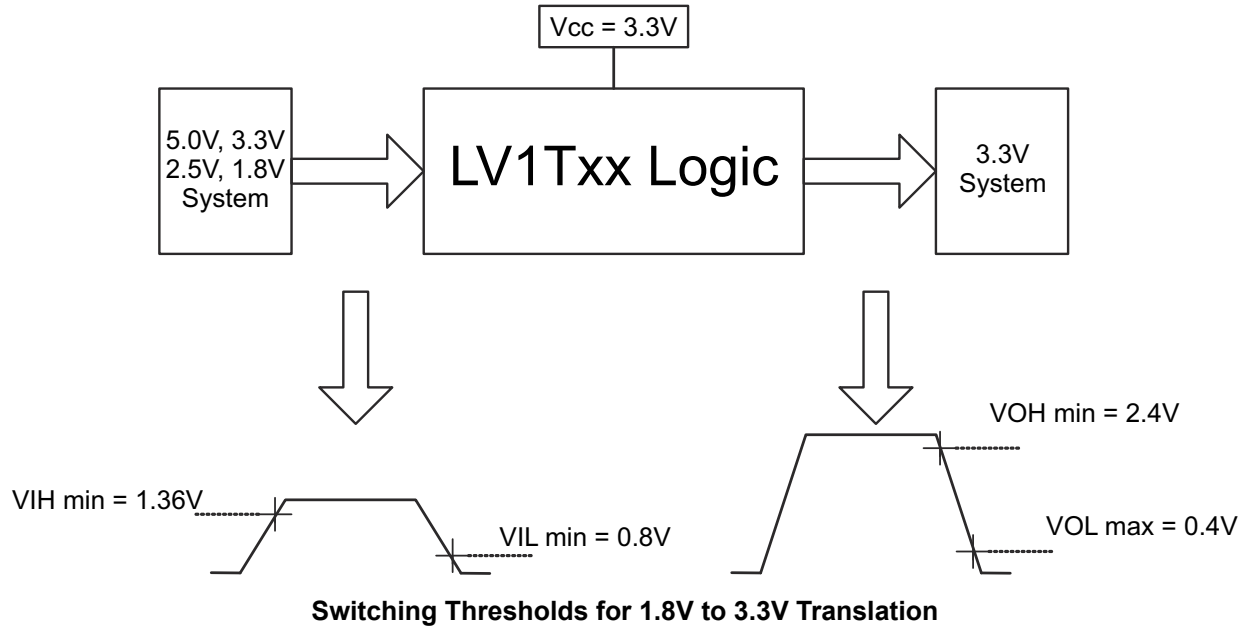 Vcc = 3.3V
5.0V, 3.3V
2.5V, 1.8V
System
LV1Txx Logic
3.3V
System
VIH min = 1.36V
VIL min = 0.8V
VOH min = 2.4V
VOL max = 0.4V
Switching Thresholds for 1.8V to 3.3V Translation